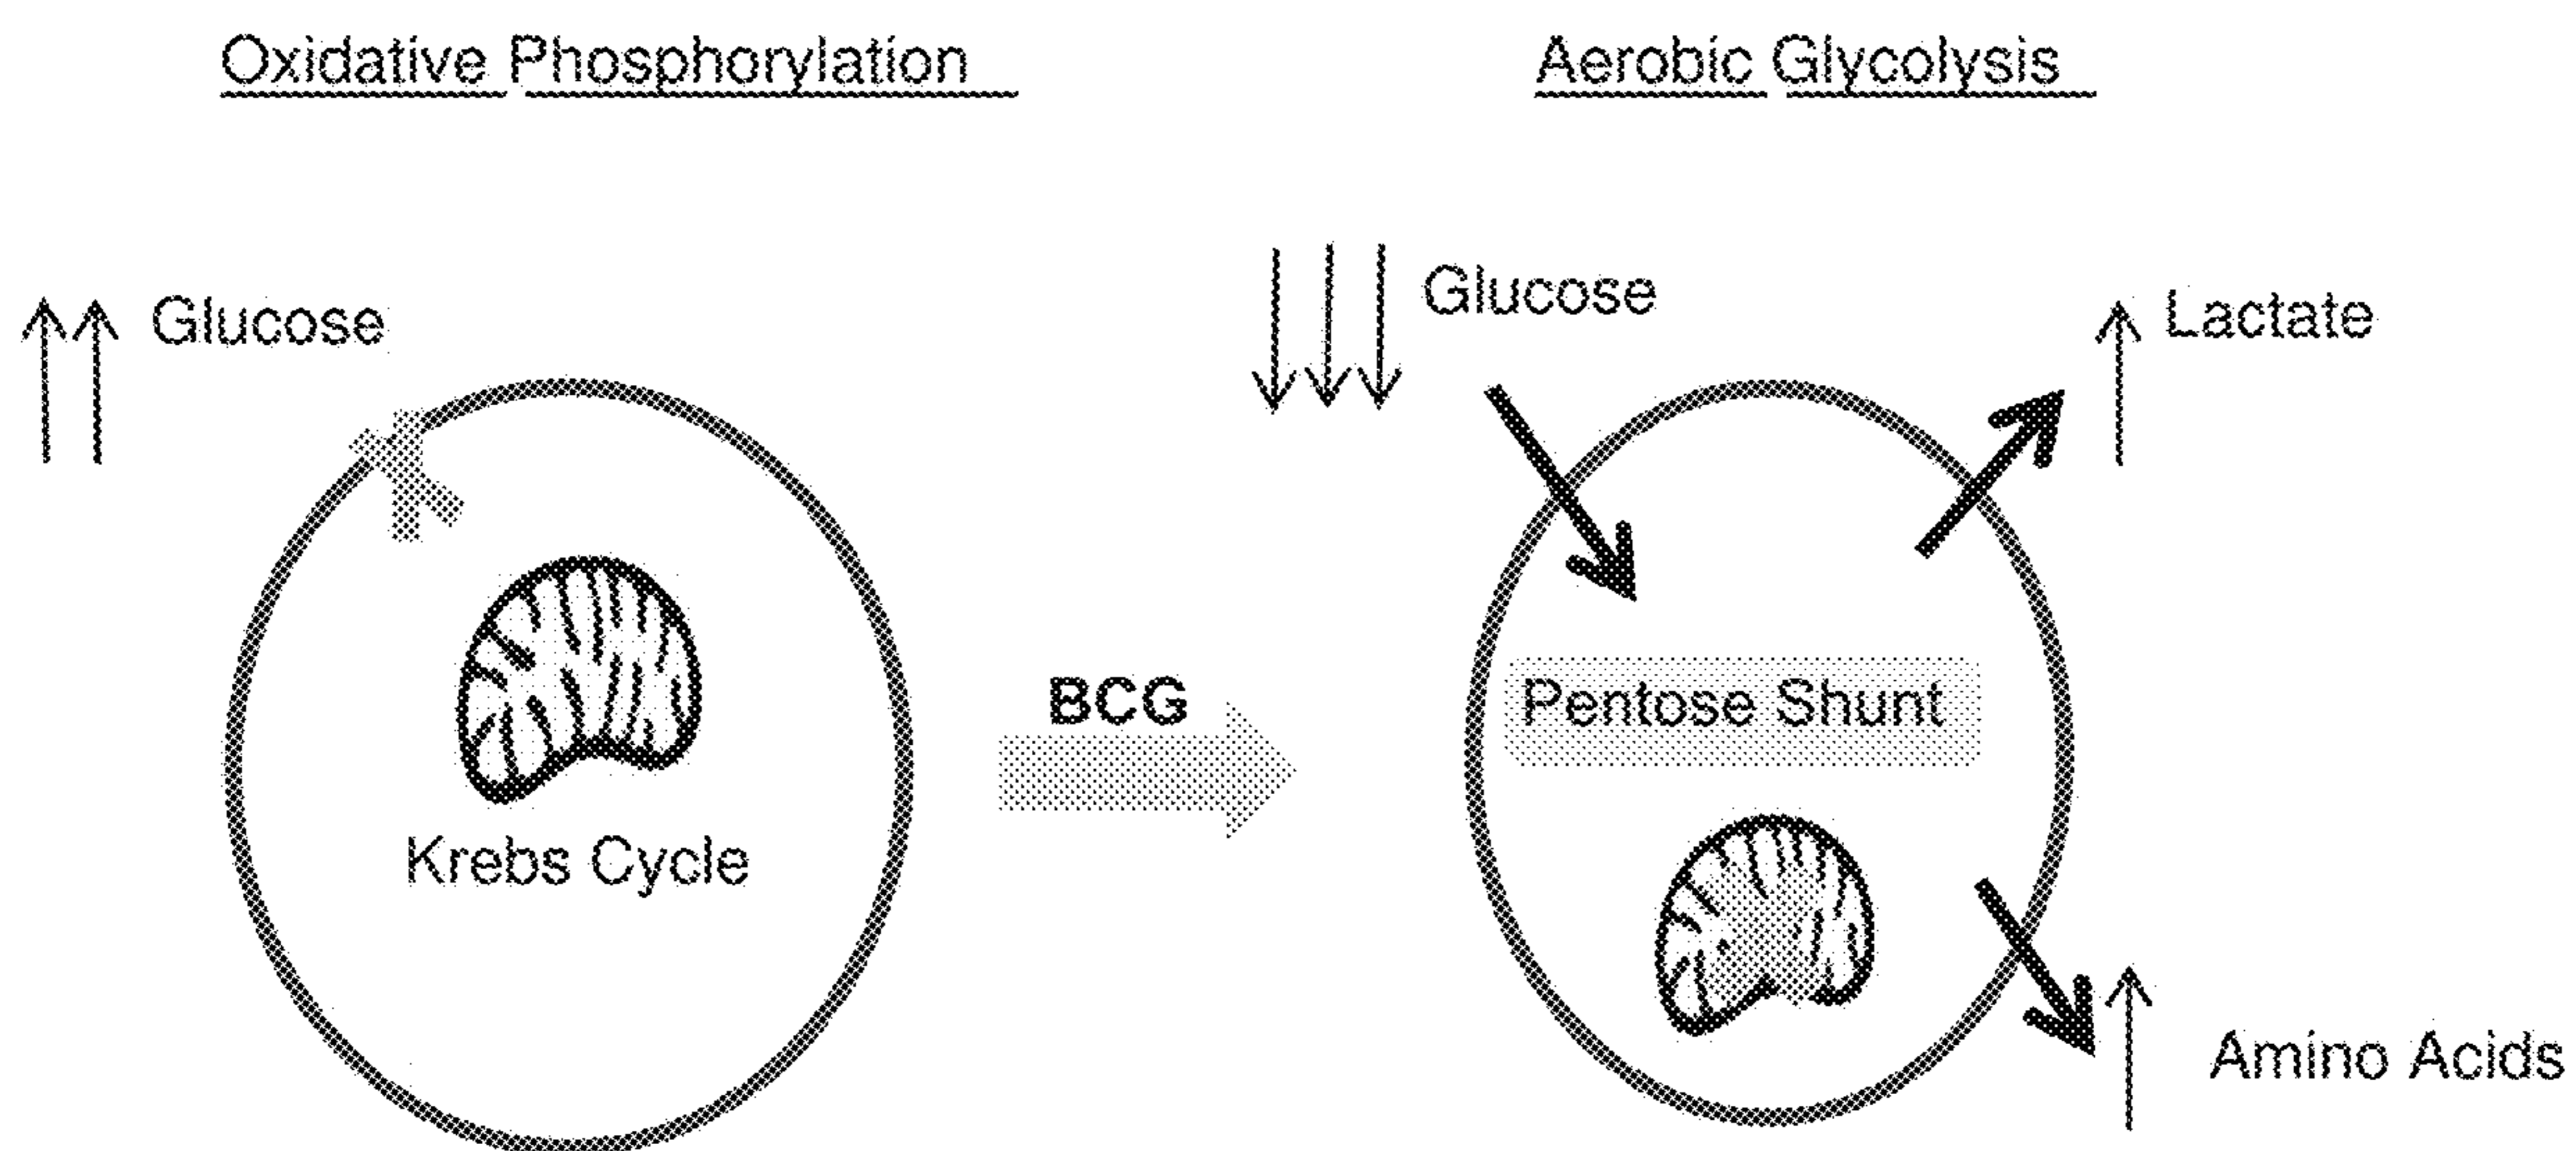 Oxidative Phosphorylation
Aerobic Glycolysis
Glucose
Glucose
Lactate
BCG
Pentose Shunt
Krebs Cycle
Amino Acids